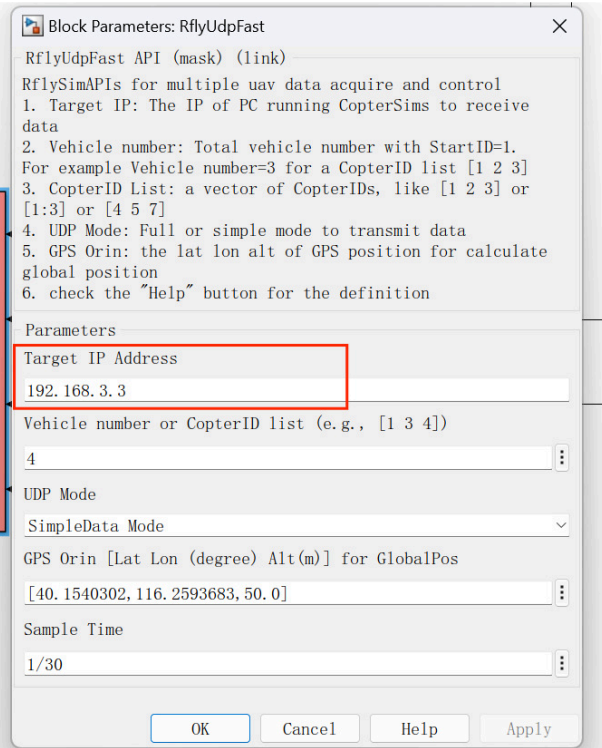 Block Parameters: RflyUdpFast
RflyUdpFast API (mask) (link)
RflySimAPIs for multiple uav data acquire and control
1. Target IP: The IP of PC running CopterSims to receive
data
2. Vehicle number: Total vehicle number with StartID=1.
For example Vehicle number=3 for a CopterID list [1 2 3]
3. CopterID List: a vector of CopterIDs, like [1 2 3] or
[1:3] or [4 5 7]
4. UDP Mode: Full or simple mode to transmit data
5. GPS Orin: the lat lon alt of GPS position for calculate
global position
6. check the "Help" button for the definition
Parameters
Target IP Address
192.168.3.3
Vehicle number or CopterID list (e.g., [1 3 4])
4
UDP Mode
SimpleData Mode
GPS Orin [Lat Lon (degree) Alt(m)] for GlobalPos
[40.1540302,116.2593683,50.0]
Sample Time
1/30
OK Cancel Help Apply